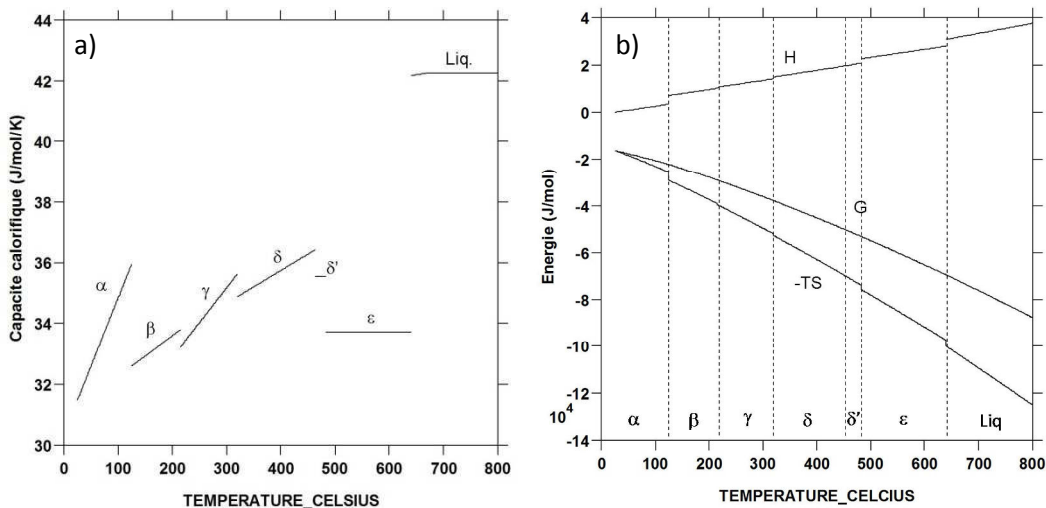 a)
Capacite calorifique (J/mol/K)
44
42
40
38
36
34
32
30
Liq.
α
β
γ
δ
_δ'
ε
0 100 200 300 400 500 600 700 800
TEMPERATURE_CELSIUS
b)
Energie (J/mol)
4
2
0
-2
-4
-6
-8
-10
-12
-14
10⁴
H
G
-TS
α β γ δ δ' ε Liq
0 100 200 300 400 500 600 700 800
TEMPERATURE_CELCIUS